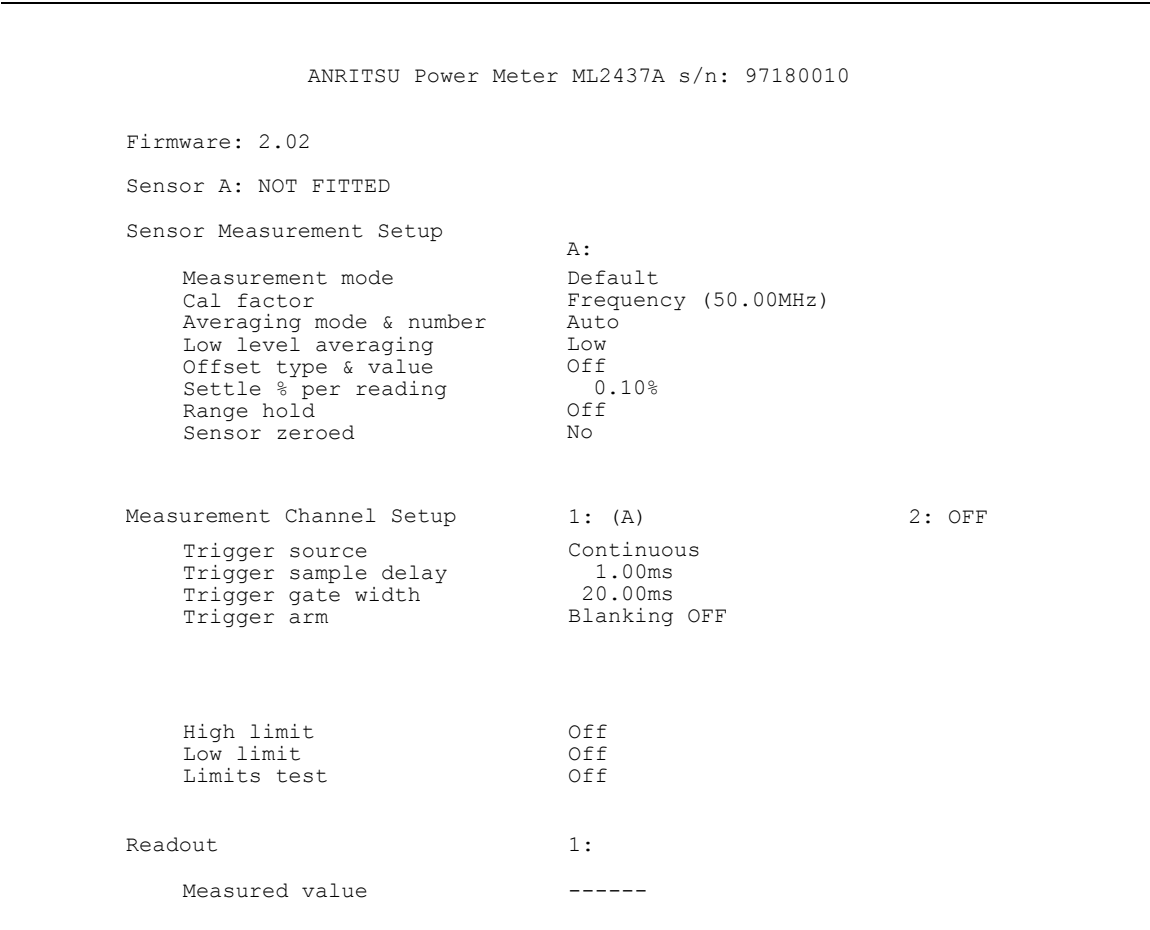 ANRITSU Power Meter ML2437A s/n: 97180010
Firmware: 2.02
Sensor A: NOT FITTED
Sensor Measurement Setup
A:
Measurement mode Default
Cal factor Frequency (50.00MHz)
Averaging mode & number Auto
Low level averaging Low
Offset type & value Off
Settle % per reading 0.10%
Range hold Off
Sensor zeroed No
Measurement Channel Setup 1: (A) 2: OFF
Trigger source Continuous
Trigger sample delay 1.00ms
Trigger gate width 20.00ms
Trigger arm Blanking OFF
High limit Off
Low limit Off
Limits test Off
Readout 1:
Measured value ------